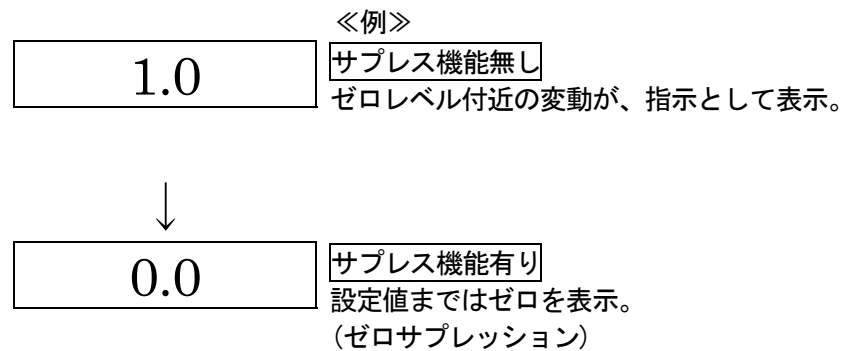 ≪例≫
1.0
サプレス機能無し
ゼロレベル付近の変動が、指示として表示。
↓
0.0
サプレス機能有り
設定値まではゼロを表示。
(ゼロサプレッション)